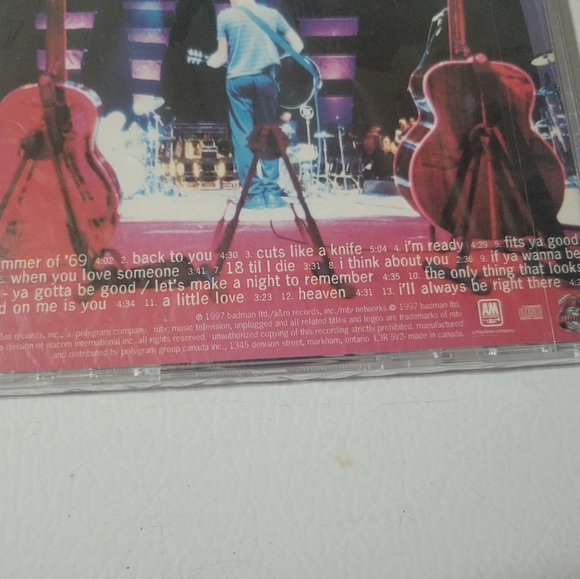 mmer of '69 4:02 2. back to you 4:30 3. cuts like a knife 5:04 4. i'm ready 4:29 5. fits ya good
when you love someone 3:41 7. 18 til I die 3:31 8. i think about you 2:36 9. if ya wanna be
- ya gotta be good / let's make a night to remember 4:35 10. the only thing that looks
d on me is you 4:34 11. a little love 3:23 12. heaven 4:31 13. i'll always be right there
℗ 1997 badman ltd./a&m records, inc./mtv networks. © 1997 badman ltd.
a&m records, inc., a polygram company. mtv: music television, unplugged and all related titles and logos are trademarks of mtv
a division of viacom international inc. all rights reserved. unauthorized copying of this recording strictly prohibited. manufactured
and distributed by polygram group canada inc., 1345 denison street, markham, ontario L3R 5V2- made in canada.
A&M